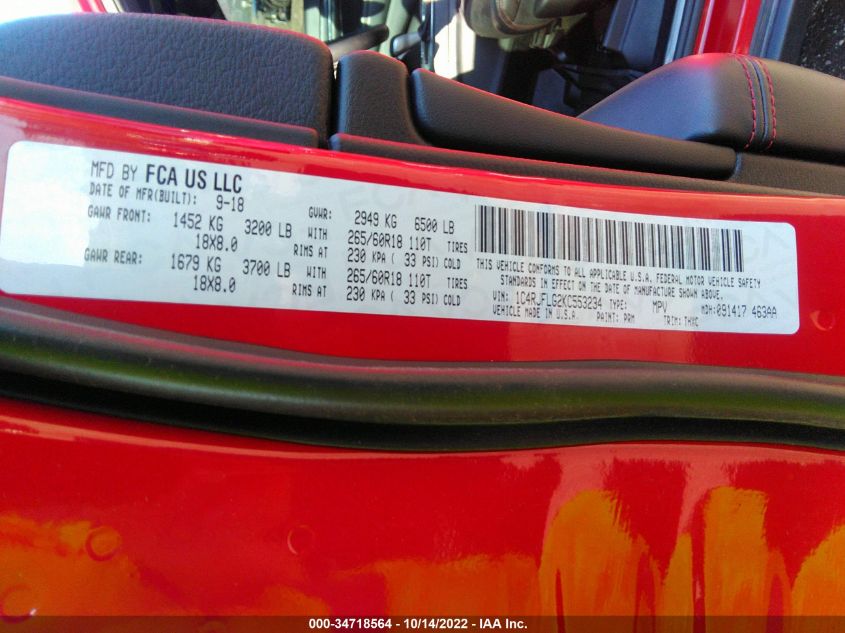 MFD BY FCA US LLC
DATE OF MFR(BUILT): 9-18
GVWR: 2949 KG 6500 LB
GAWR FRONT: 1452 KG 3200 LB WITH 265/60R18 110T TIRES
18X8.0 RIMS AT 230 KPA ( 33 PSI) COLD
GAWR REAR: 1679 KG 3700 LB WITH 265/60R18 110T TIRES
18X8.0 RIMS AT 230 KPA ( 33 PSI) COLD
THIS VEHICLE CONFORMS TO ALL APPLICABLE U.S.A. FEDERAL MOTOR VEHICLE SAFETY
STANDARDS IN EFFECT ON THE DATE OF MANUFACTURE SHOWN ABOVE.
VIN: 1C4RJFLG2KC553234 TYPE: MPV MDH:091417 463AA
VEHICLE MADE IN U.S.A. PAINT: PRM TRIM:
000-34718564 - 10/14/2022 - IAA Inc.